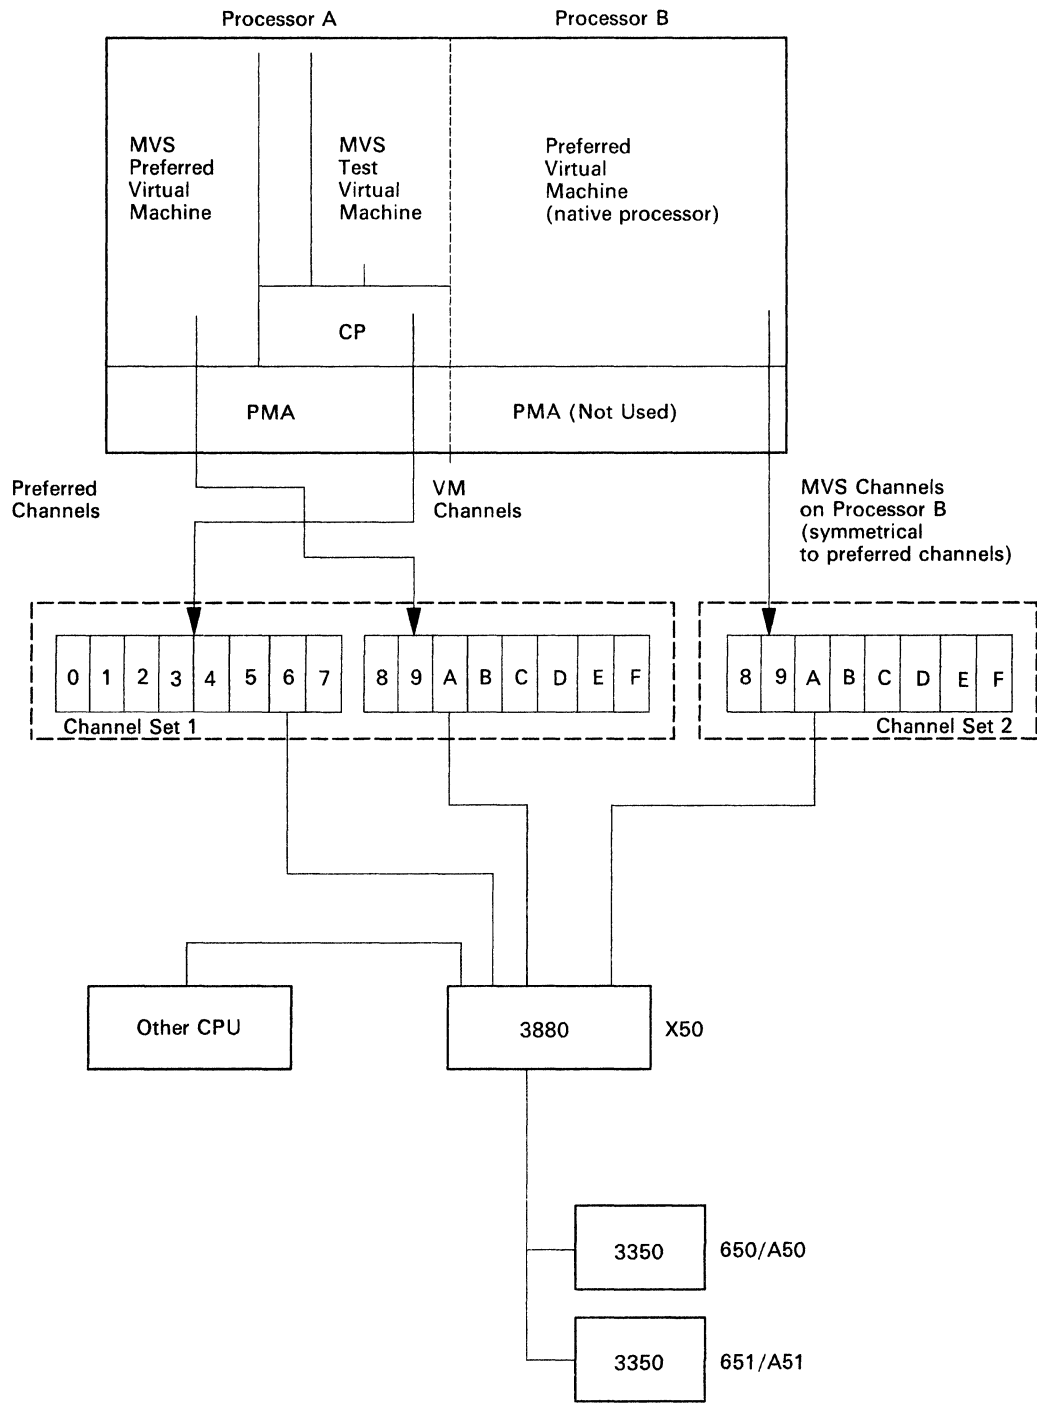 Processor A
Processor B
MVS
Preferred
Virtual
Machine
MVS
Test
Virtual
Machine
Preferred
Virtual
Machine
(native processor)
CP
PMA
PMA (Not Used)
Preferred
Channels
VM
Channels
MVS Channels
on Processor B
(symmetrical
to preferred channels)
0 1 2 3 4 5 6 7
8 9 A B C D E F
8 9 A B C D E F
Channel Set 1
Channel Set 2
Other CPU
3880
X50
3350
650/A50
3350
651/A51